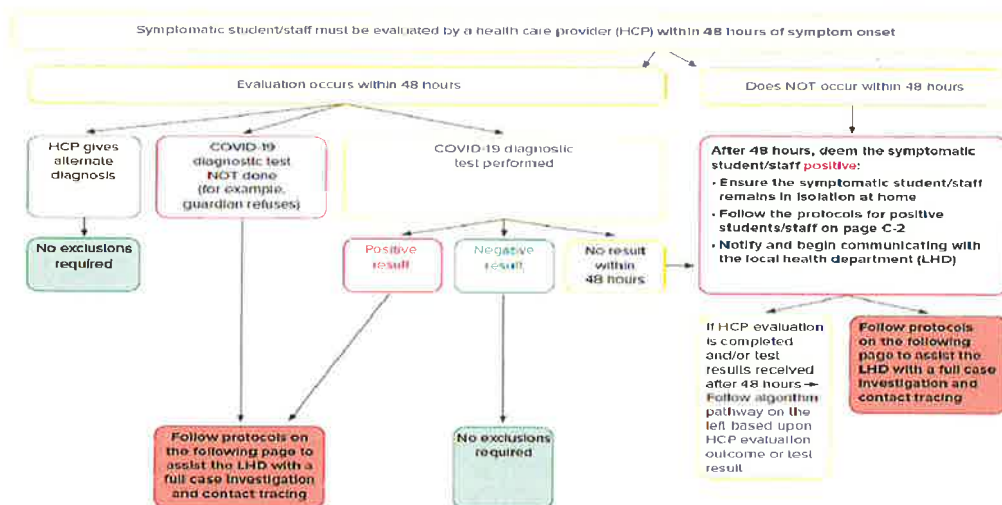 Symptomatic student/staff must be evaluated by a health care provider (HCP) within 48 hours of symptom onset
Evaluation occurs within 48 hours
Does NOT occur within 48 hours
HCP gives
alternate
diagnosis
COVID-19
diagnostic test
NOT done
(for example,
guardian refuses)
COVID-19 diagnostic
test performed
After 48 hours, deem the symptomatic
student/staff positive:
• Ensure the symptomatic student/staff
remains in isolation at home
• Follow the protocols for positive
students/staff on page C-2
• Notify and begin communicating with
the local health department (LHD)
No exclusions
required
Positive
result
Negative
result
No result
within
48 hours
If HCP evaluation
is completed
and/or test
results received
after 48 hours →
Follow algorithm
pathway on the
left based upon
HCP evaluation
outcome or test
result
Follow protocols
on the following
page to assist the
LHD with a full case
investigation and
contact tracing
Follow protocols on
the following page to
assist the LHD with a
full case investigation
and contact tracing
No exclusions
required